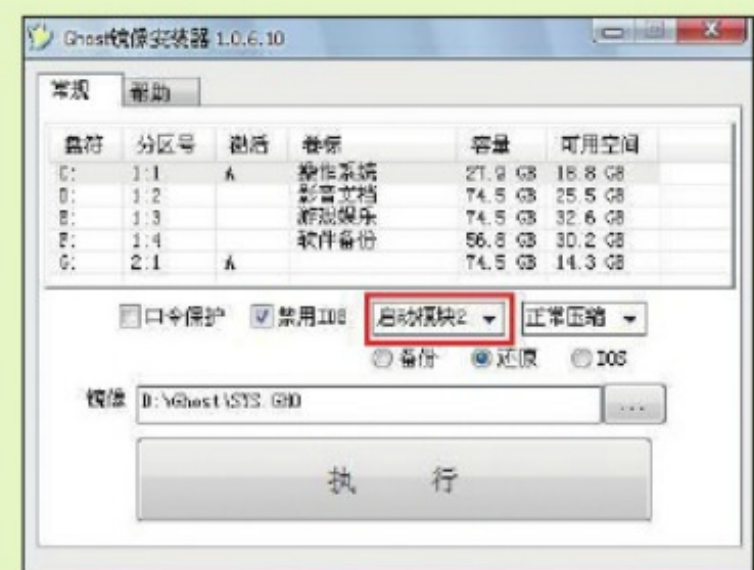 Ghost镜像安装器 1.0.6.10
常规 帮助
盘符 分区号 激活 卷标 容量 可用空间
C: 1:1 A 操作系统 27.9 GB 18.8 GB
D: 1:2 影音文档 74.5 GB 25.5 GB
E: 1:3 游戏娱乐 74.5 GB 32.6 GB
F: 1:4 软件备份 56.8 GB 30.2 GB
G: 2:1 A 74.5 GB 14.3 GB
口令保护 禁用IDE 启动模块2 正常压缩
备份 还原 DOS
镜像 D:\Ghost\SYS.GHO ...
执 行